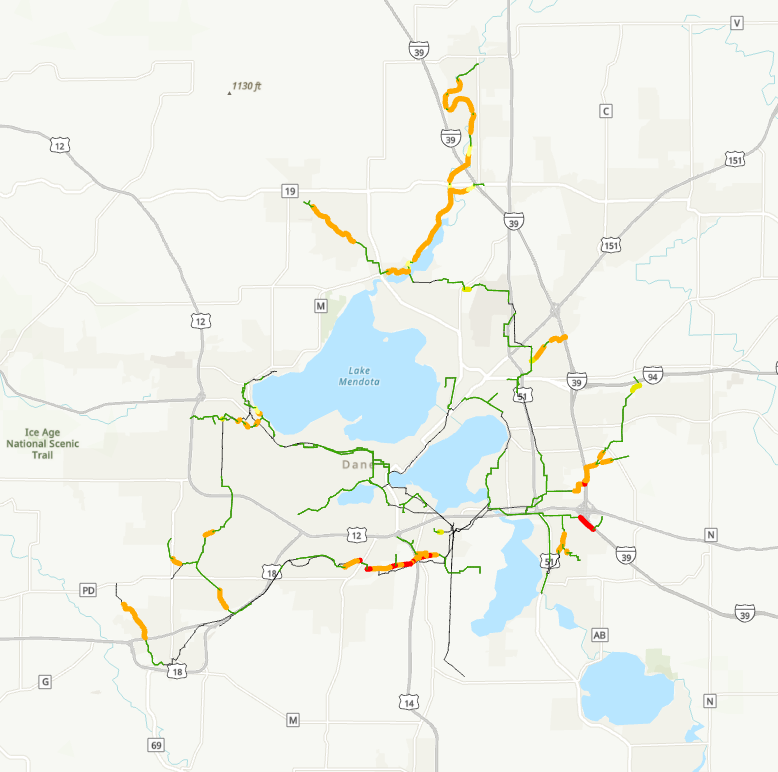 V
39
1130 ft
C
12
39
151
19
39
151
M
12
Lake
Mendota
94
39
51
Ice Age
National Scenic
Trail
Dane
12
N
39
51
18
PD
39
AB
18
G
N
14
M
69